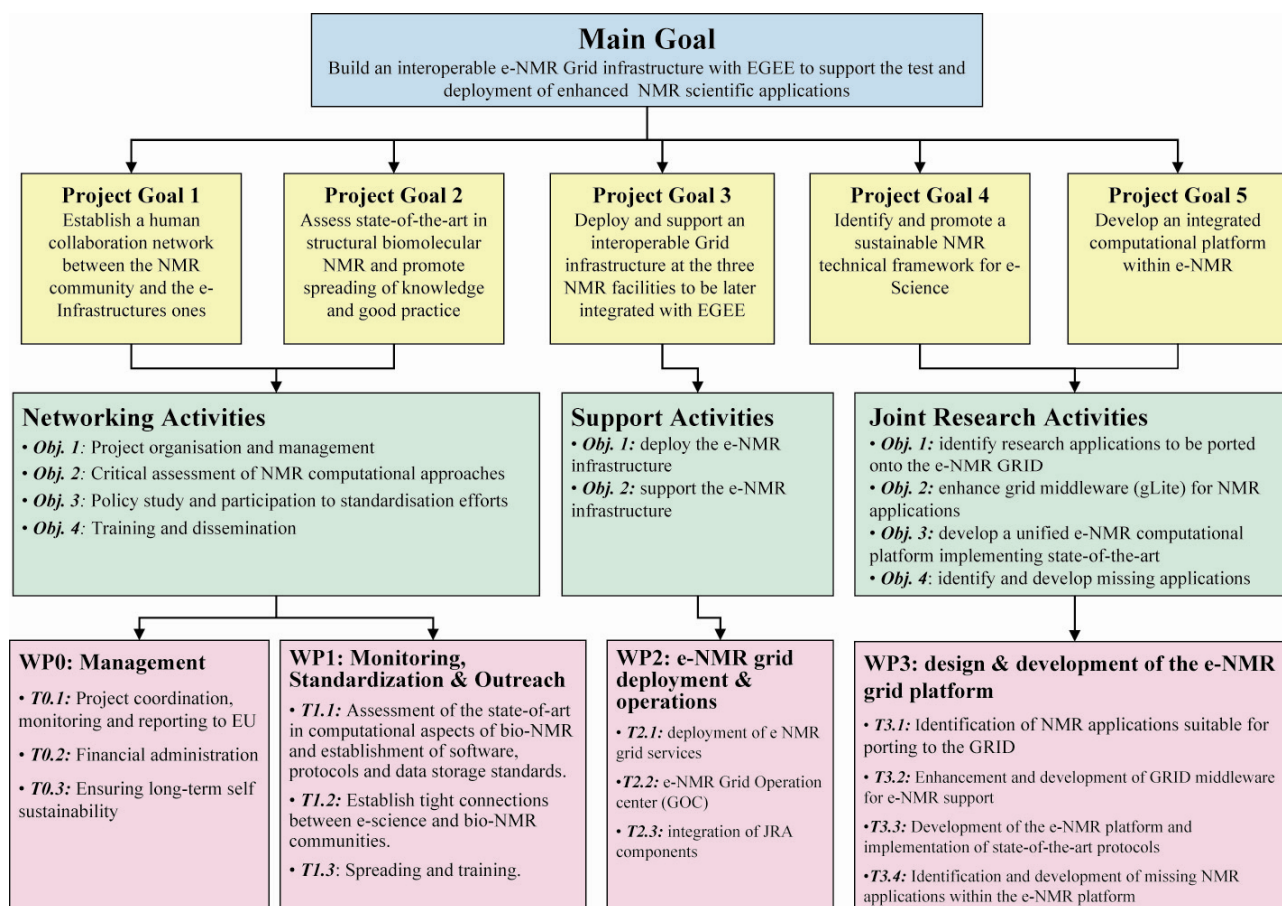 Main Goal
Build an interoperable e-NMR Grid infrastructure with EGEE to support the test and
deployment of enhanced NMR scientific applications
Project Goal 1
Establish a human
collaboration network
between the NMR
community and the e-
Infrastructures ones
Project Goal 2
Assess state-of-the-art in
structural biomolecular
NMR and promote
spreading of knowledge
and good practice
Project Goal 3
Deploy and support an
interoperable Grid
infrastructure at the three
NMR facilities to be later
integrated with EGEE
Project Goal 4
Identify and promote a
sustainable NMR
technical framework for e-
Science
Project Goal 5
Develop an integrated
computational platform
within e-NMR
Networking Activities
• Obj. 1: Project organisation and management
• Obj. 2: Critical assessment of NMR computational approaches
• Obj. 3: Policy study and participation to standardisation efforts
• Obj. 4: Training and dissemination
Support Activities
• Obj. 1: deploy the e-NMR
infrastructure
• Obj. 2: support the e-NMR
infrastructure
Joint Research Activities
• Obj. 1: identify research applications to be ported
onto the e-NMR GRID
• Obj. 2: enhance grid middleware (gLite) for NMR
applications
• Obj. 3: develop a unified e-NMR computational
platform implementing state-of-the-art
• Obj. 4: identify and develop missing applications
WP0: Management
• T0.1: Project coordination,
monitoring and reporting to EU
• T0.2: Financial administration
• T0.3: Ensuring long-term self
sustainability
WP1: Monitoring,
Standardization & Outreach
• T1.1: Assessment of the state-of-art
in computational aspects of bio-NMR
and establishment of software,
protocols and data storage standards.
• T1.2: Establish tight connections
between e-science and bio-NMR
communities.
• T1.3: Spreading and training.
WP2: e-NMR grid
deployment &
operations
• T2.1: deployment of e NMR
grid services
• T2.2: e-NMR Grid Operation
center (GOC)
• T2.3: integration of JRA
components
WP3: design & development of the e-NMR
grid platform
• T3.1: Identification of NMR applications suitable for
porting to the GRID
• T3.2: Enhancement and development of GRID middleware
for e-NMR support
• T3.3: Development of the e-NMR platform and
implementation of state-of-the-art protocols
• T3.4: Identification and development of missing NMR
applications within the e-NMR platform